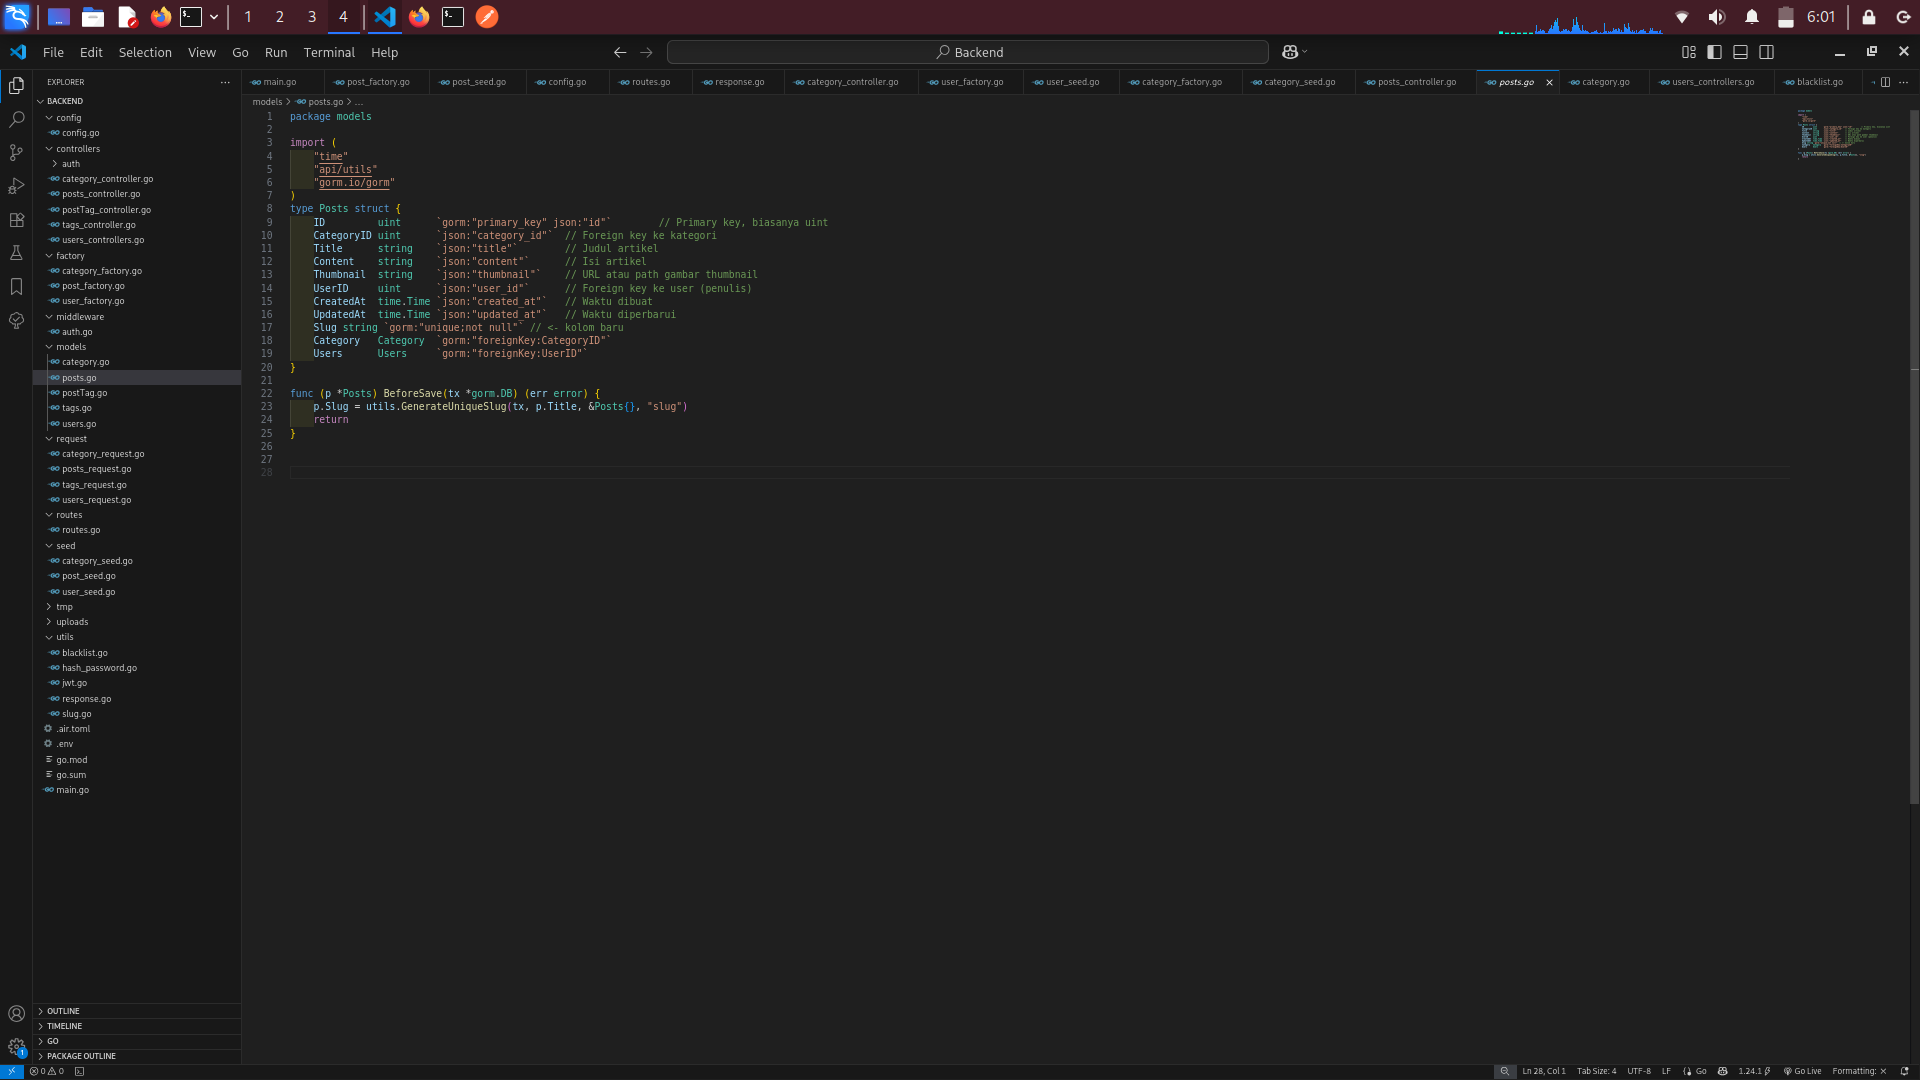 1 2 3 4 6:01
File Edit Selection View Go Run Terminal Help Backend
EXPLORER
BACKEND
config
config.go
controllers
auth
category_controller.go
posts_controller.go
postTag_controller.go
tags_controller.go
users_controllers.go
factory
category_factory.go
post_factory.go
user_factory.go
middleware
auth.go
models
category.go
posts.go
postTag.go
tags.go
users.go
request
category_request.go
posts_request.go
tags_request.go
users_request.go
routes
routes.go
seed
category_seed.go
post_seed.go
user_seed.go
tmp
uploads
utils
blacklist.go
hash_password.go
jwt.go
response.go
slug.go
.air.toml
.env
go.mod
go.sum
main.go
OUTLINE
TIMELINE
GO
PACKAGE OUTLINE
main.go post_factory.go post_seed.go config.go routes.go response.go category_controller.go user_factory.go user_seed.go category_factory.go category_seed.go posts_controller.go posts.go category.go users_controllers.go blacklist.go
models > posts.go > ...
1 package models
2
3 import (
4 "time"
5 "api/utils"
6 "gorm.io/gorm"
7 )
8 type Posts struct {
9 ID uint `gorm:"primary_key" json:"id"` // Primary key, biasanya uint
10 CategoryID uint `json:"category_id"` // Foreign key ke kategori
11 Title string `json:"title"` // Judul artikel
12 Content string `json:"content"` // Isi artikel
13 Thumbnail string `json:"thumbnail"` // URL atau path gambar thumbnail
14 UserID uint `json:"user_id"` // Foreign key ke user (penulis)
15 CreatedAt time.Time `json:"created_at"` // Waktu dibuat
16 UpdatedAt time.Time `json:"updated_at"` // Waktu diperbarui
17 Slug string `gorm:"unique;not null"` // <- kolom baru
18 Category Category `gorm:"foreignKey:CategoryID"`
19 Users Users `gorm:"foreignKey:UserID"`
20 }
21
22 func (p *Posts) BeforeSave(tx *gorm.DB) (err error) {
23 p.Slug = utils.GenerateUniqueSlug(tx, p.Title, &Posts{}, "slug")
24 return
25 }
26
27
28
1
0 0 Ln 28, Col 1 Tab Size: 4 UTF-8 LF Go 1.24.1 Go Live Formatting: ×